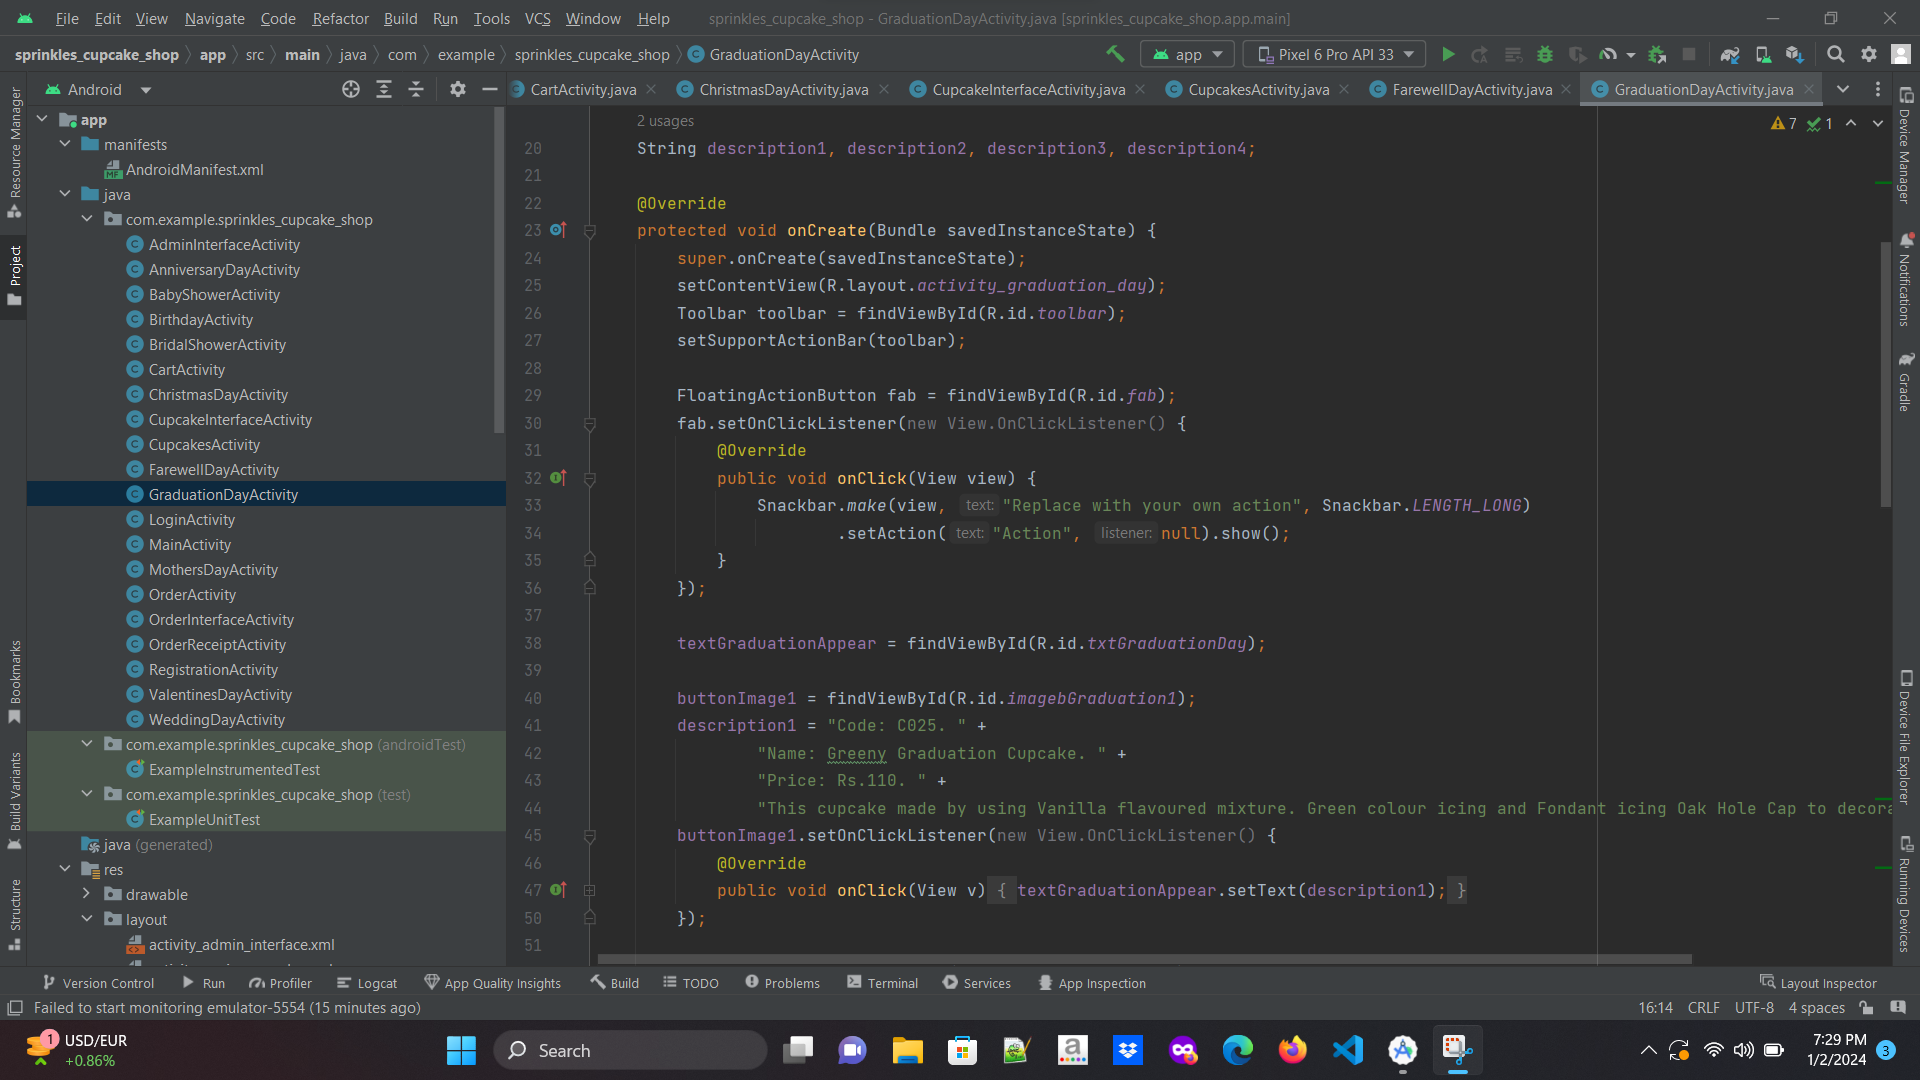 File Edit View Navigate Code Refactor Build Run Tools VCS Window Help sprinkles_cupcake_shop - GraduationDayActivity.java [sprinkles_cupcake_shop.app.main]
sprinkles_cupcake_shop app src main java com example sprinkles_cupcake_shop GraduationDayActivity app Pixel 6 Pro API 33
Android
CartActivity.java ChristmasDayActivity.java CupcakeInterfaceActivity.java CupcakesActivity.java FarewellDayActivity.java GraduationDayActivity.java
Resource Manager
Project
Bookmarks
Build Variants
Structure
app
manifests
AndroidManifest.xml
java
com.example.sprinkles_cupcake_shop
AdminInterfaceActivity
AnniversaryDayActivity
BabyShowerActivity
BirthdayActivity
BridalShowerActivity
CartActivity
ChristmasDayActivity
CupcakeInterfaceActivity
CupcakesActivity
FarewellDayActivity
GraduationDayActivity
LoginActivity
MainActivity
MothersDayActivity
OrderActivity
OrderInterfaceActivity
OrderReceiptActivity
RegistrationActivity
ValentinesDayActivity
WeddingDayActivity
com.example.sprinkles_cupcake_shop (androidTest)
ExampleInstrumentedTest
com.example.sprinkles_cupcake_shop (test)
ExampleUnitTest
java (generated)
res
drawable
layout
activity_admin_interface.xml
2 usages
7 1
20 String description1, description2, description3, description4;
21
22 @Override
23 protected void onCreate(Bundle savedInstanceState) {
24 super.onCreate(savedInstanceState);
25 setContentView(R.layout.activity_graduation_day);
26 Toolbar toolbar = findViewById(R.id.toolbar);
27 setSupportActionBar(toolbar);
28
29 FloatingActionButton fab = findViewById(R.id.fab);
30 fab.setOnClickListener(new View.OnClickListener() {
31 @Override
32 public void onClick(View view) {
33 Snackbar.make(view, text: "Replace with your own action", Snackbar.LENGTH_LONG)
34 .setAction( text: "Action", listener: null).show();
35 }
36 });
37
38 textGraduationAppear = findViewById(R.id.txtGraduationDay);
39
40 buttonImage1 = findViewById(R.id.imagebGraduation1);
41 description1 = "Code: C025. " +
42 "Name: Greeny Graduation Cupcake. " +
43 "Price: Rs.110. " +
44 "This cupcake made by using Vanilla flavoured mixture. Green colour icing and Fondant icing Oak Hole Cap to decora
45 buttonImage1.setOnClickListener(new View.OnClickListener() {
46 @Override
47 public void onClick(View v) { textGraduationAppear.setText(description1); }
50 });
51
Device Manager
Notifications
Gradle
Device File Explorer
Running Devices
Version Control Run Profiler Logcat App Quality Insights Build TODO Problems Terminal Services App Inspection Layout Inspector
Failed to start monitoring emulator-5554 (15 minutes ago) 16:14 CRLF UTF-8 4 spaces
1 USD/EUR
+0.86%
Search
7:29 PM
1/2/2024
3